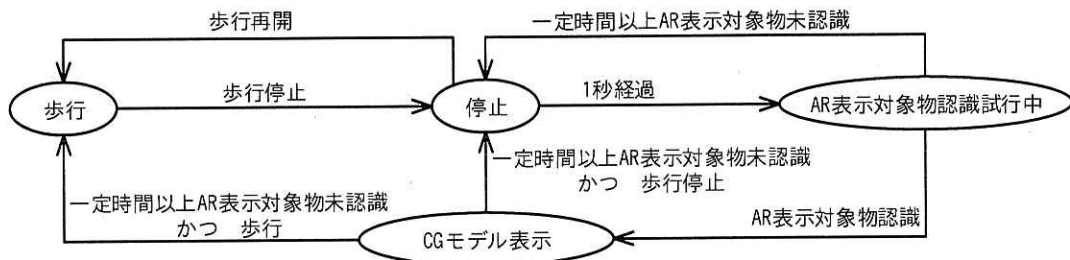 歩行再開
一定時間以上AR表示対象物未認識
歩行
歩行停止
停止
1秒経過
AR表示対象物認識試行中
一定時間以上AR表示対象物未認識
かつ 歩行停止
一定時間以上AR表示対象物未認識
かつ 歩行
CGモデル表示
AR表示対象物認識